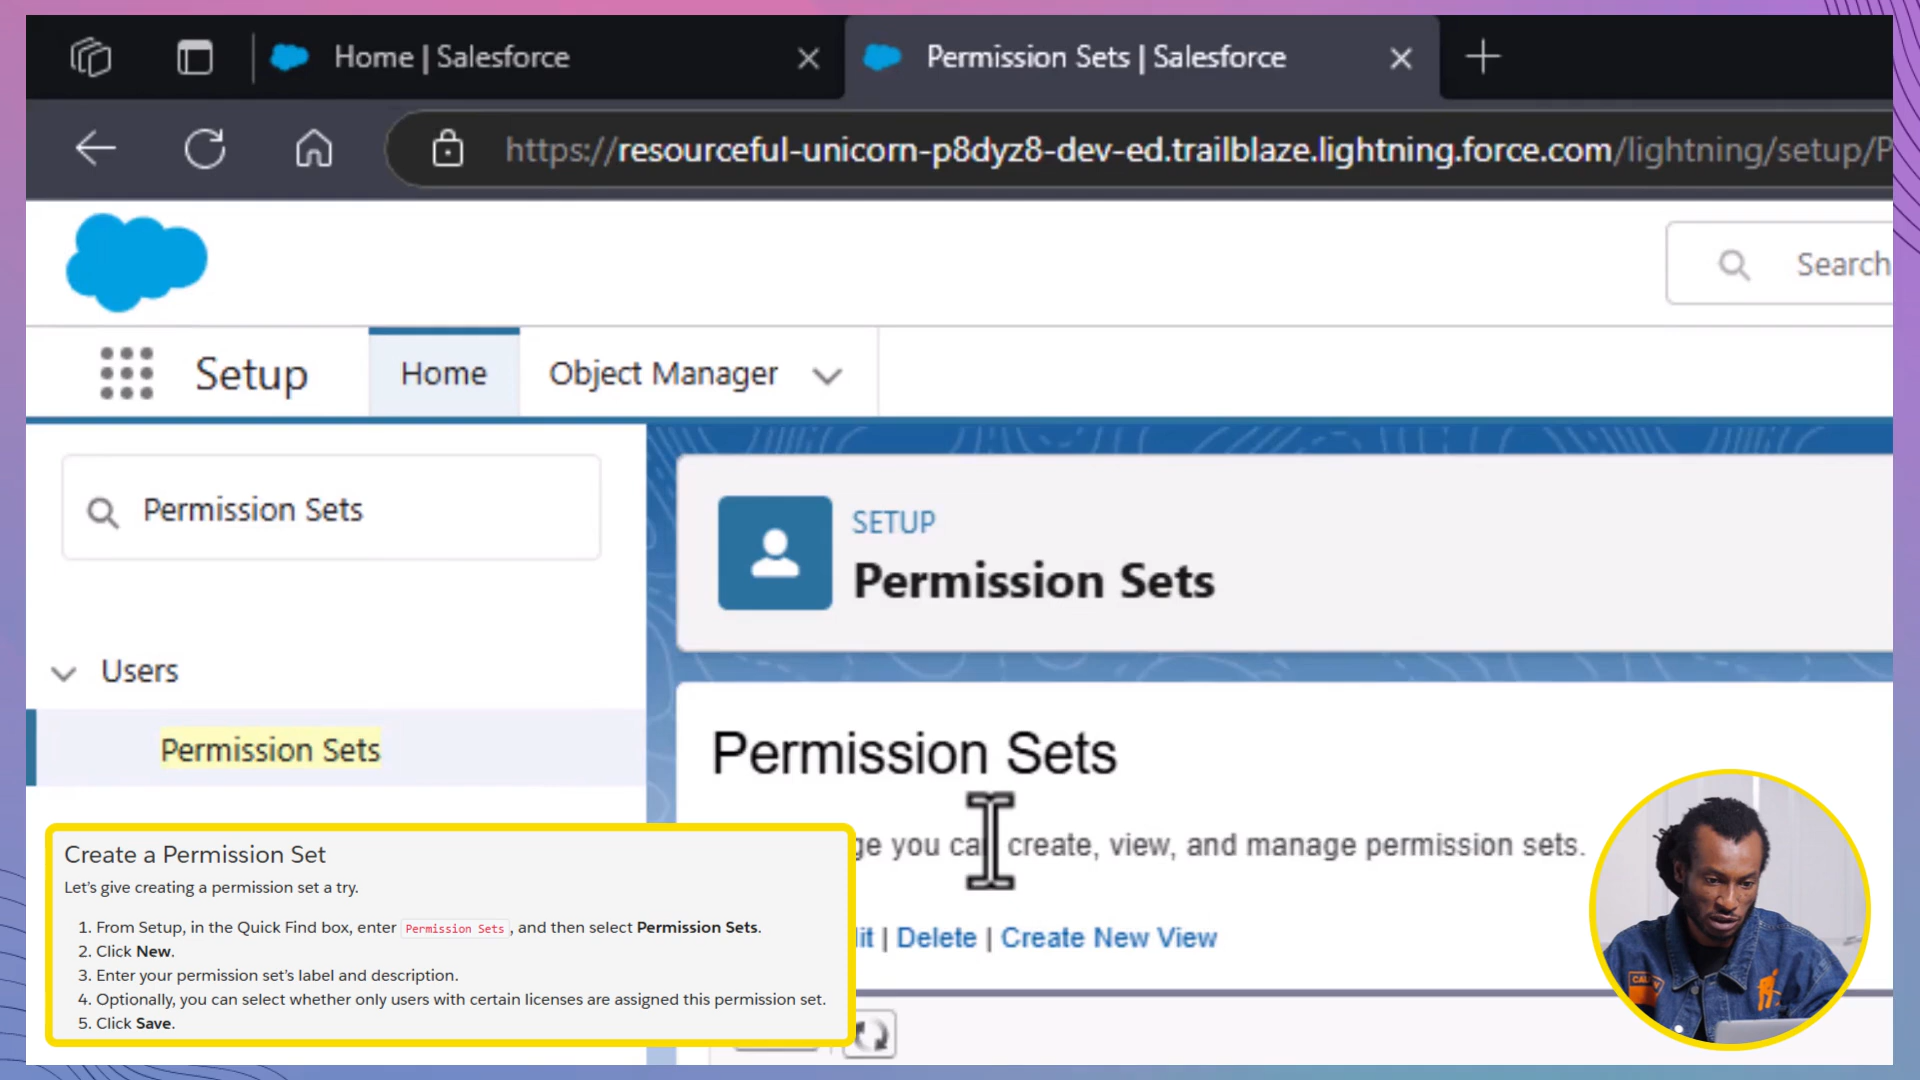 Home | Salesforce
Permission Sets | Salesforce
https://resourceful-unicorn-p8dyz8-dev-ed.trailblaze.lightning.force.com/lightning/setup/P
Search
Setup
Home
Object Manager
Permission Sets
SETUP
Permission Sets
Users
Permission Sets
Permission Sets
you can create, view, and manage permission sets.
| Delete | Create New View
Create a Permission Set
Let's give creating a permission set a try.
1. From Setup, in the Quick Find box, enter Permission Sets, and then select Permission Sets.
2. Click New.
3. Enter your permission set's label and description.
4. Optionally, you can select whether only users with certain licenses are assigned this permission set.
5. Click Save.